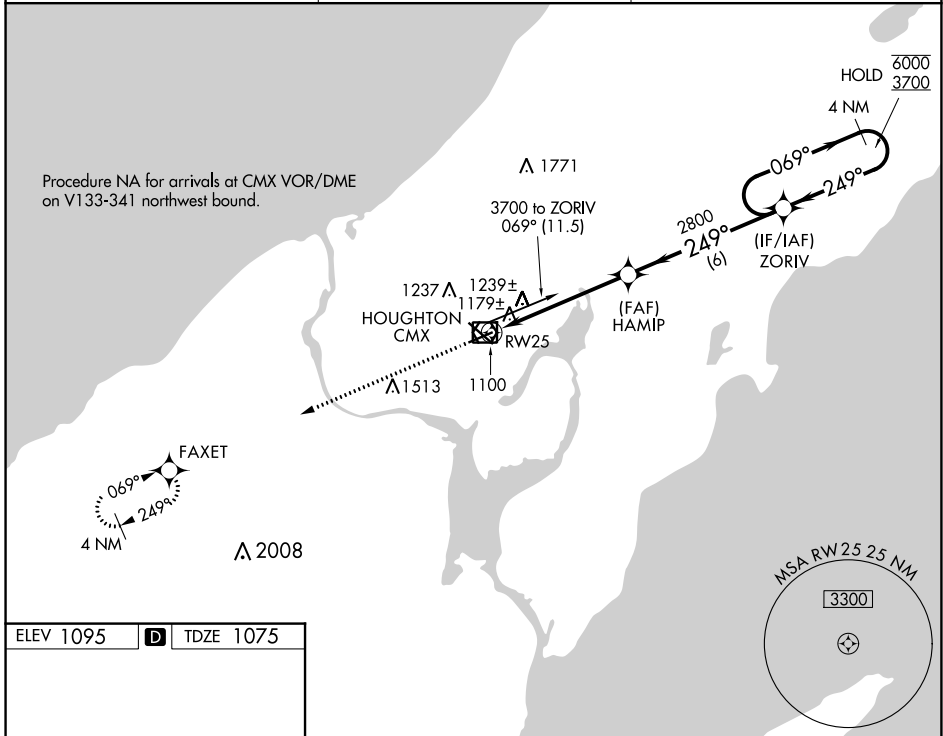 6000
HOLD 3700
4 NM
Procedure NA for arrivals at CMX VOR/DME
on V133-341 northwest bound.
1771
069°
249°
3700 to ZORIV
069° (11.5)
2800
249°
(6)
(IF/IAF)
ZORIV
1237 1239±
1179±
(FAF)
HAMIP
HOUGHTON
CMX
RW25
1513
1100
FAXET
069°
249°
4 NM
2008
MSA RW25 25 NM
3300
ELEV 1095 D TDZE 1075